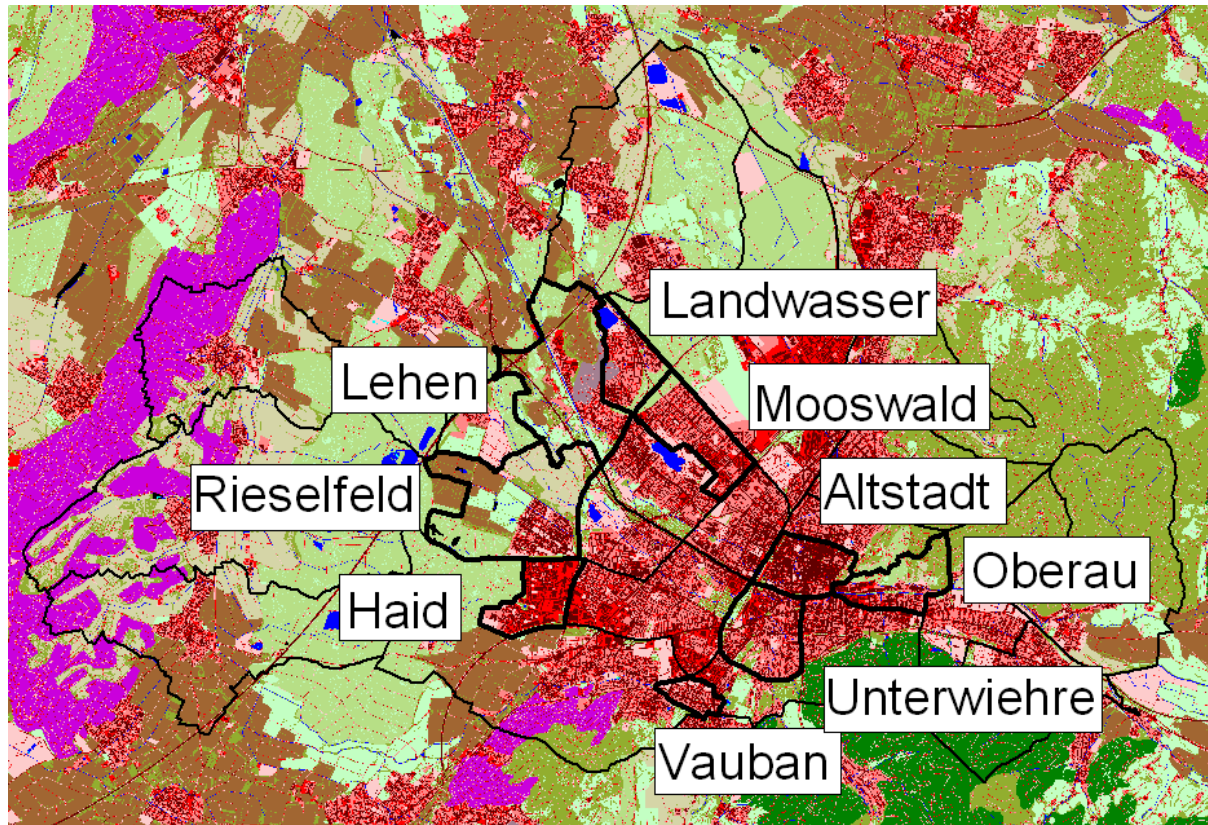 Landwasser
Lehen
Mooswald
Rieselfeld
Altstadt
Oberau
Haid
Unterwiehre
Vauban